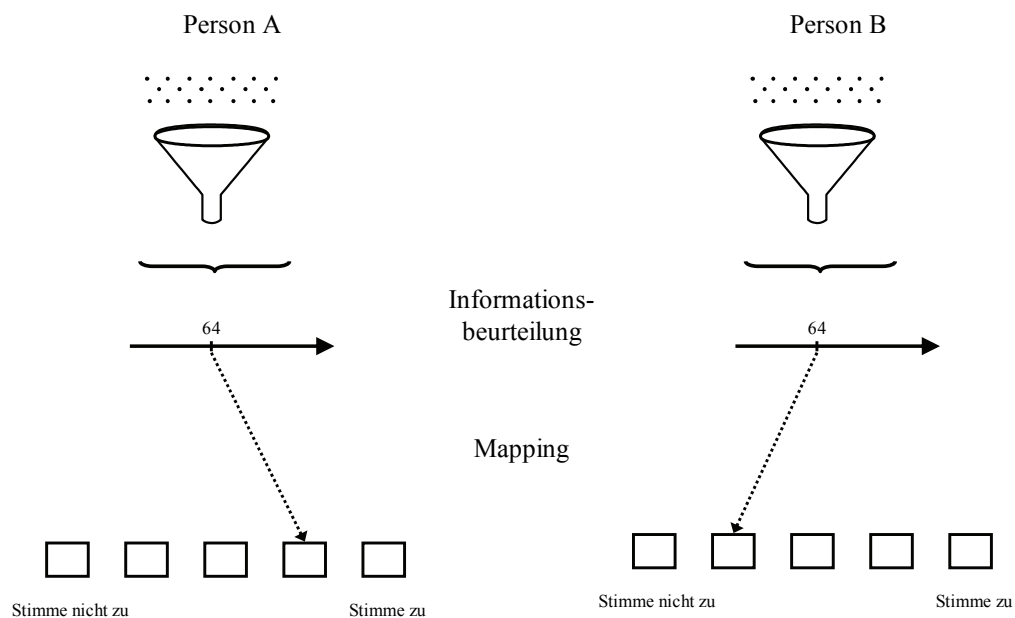 Person A
Person B
Informations-
beurteilung
64
64
Mapping
Stimme nicht zu
Stimme zu
Stimme nicht zu
Stimme zu